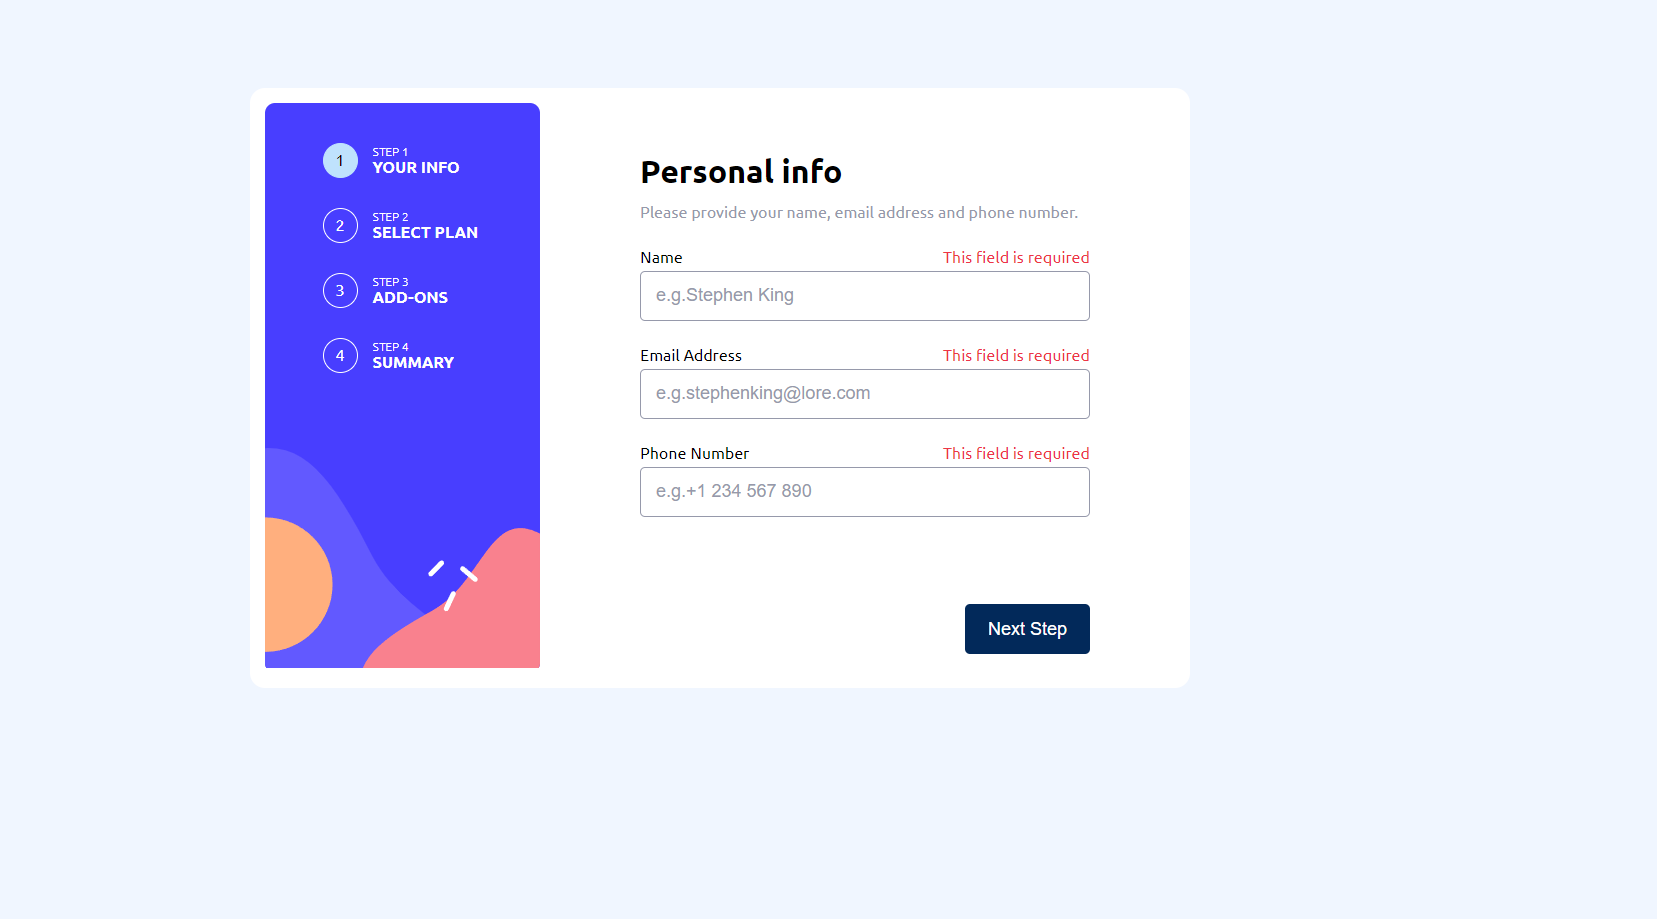 1
STEP 1
YOUR INFO
2
STEP 2
SELECT PLAN
3
STEP 3
ADD-ONS
4
STEP 4
SUMMARY
Personal info
Please provide your name, email address and phone number.
Name This field is required
e.g.Stephen King
Email Address This field is required
e.g.stephenking@lore.com
Phone Number This field is required
e.g.+1 234 567 890
Next Step